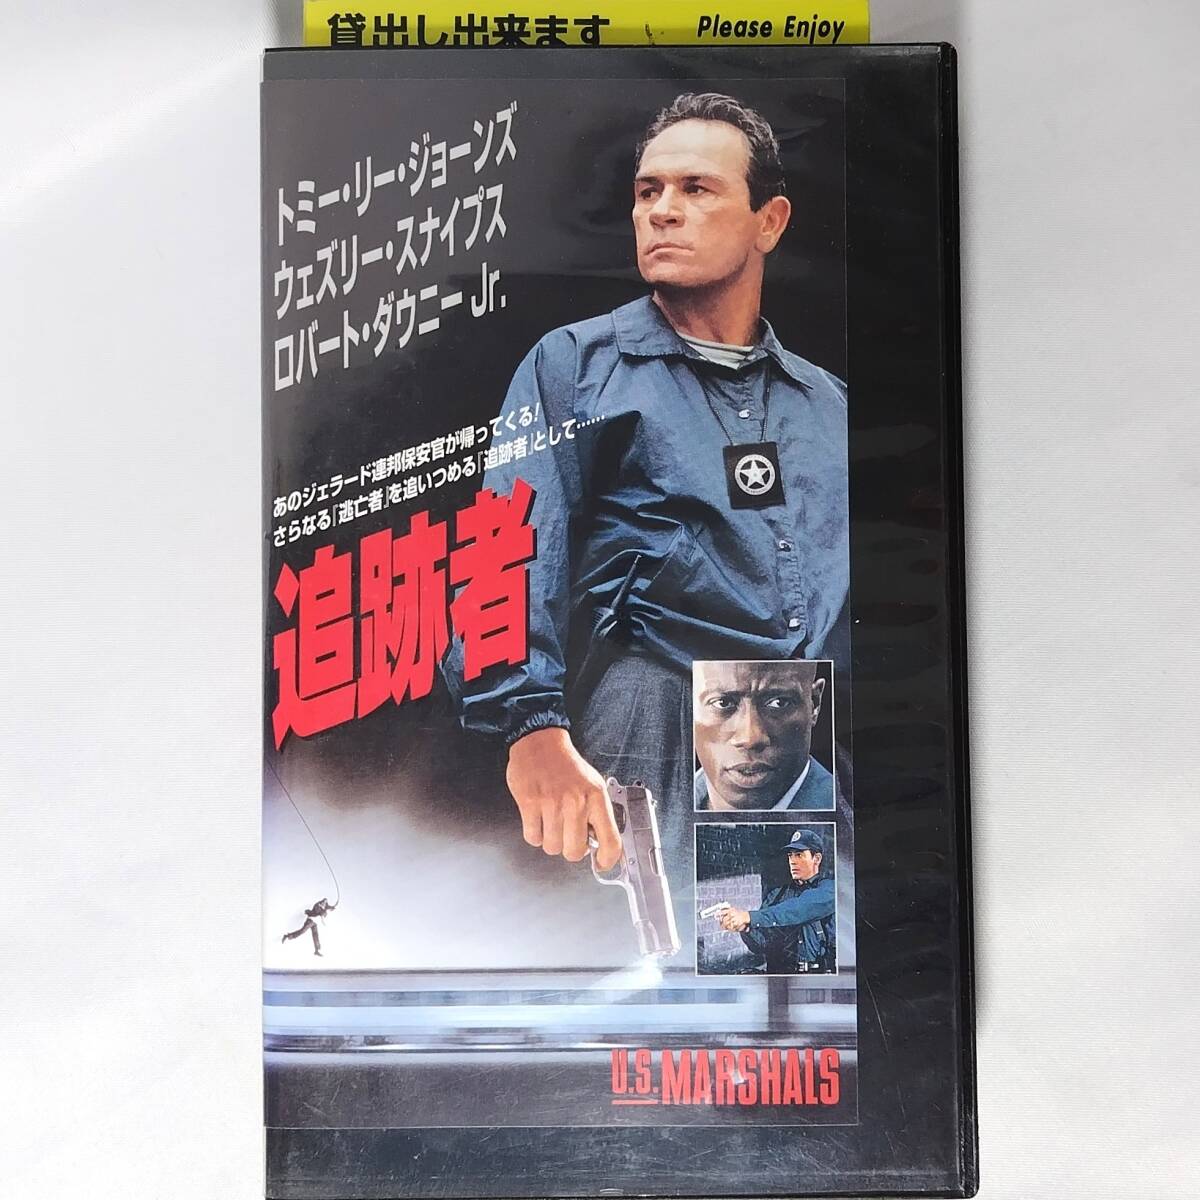 貸出し出来ます
Please Enjoy
トミー・リー・ジョーンズ
ウェズリー・スナイプス
ロバート・ダウニーJr.
あのジェラード連邦保安官が帰ってくる!
さらなる『逃亡者』を追いつめる『追跡者』として……
追跡者
U.S. MARSHALS